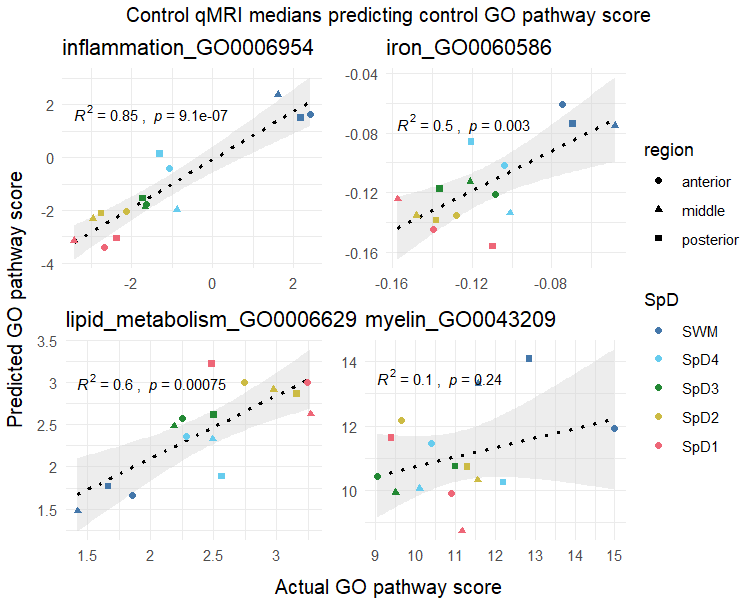 Control qMRI medians predicting control GO pathway score
inflammation_GO0006954
iron_GO0060586
R² = 0.85 , p = 9.1e-07
2
0
-2
-4
-2
0
2
R² = 0.5 , p = 0.003
-0.04
-0.08
-0.12
-0.16
-0.16
-0.12
-0.08
lipid_metabolism_GO0006629
myelin_GO0043209
R² = 0.6 , p = 0.00075
3.5
3
2.5
2
1.5
1.5
2
2.5
3
R² = 0.1 , p = 0.24
14
12
10
9
10
11
12
13
14
15
Predicted GO pathway score
Actual GO pathway score
region
anterior
middle
posterior
SpD
SWM
SpD4
SpD3
SpD2
SpD1